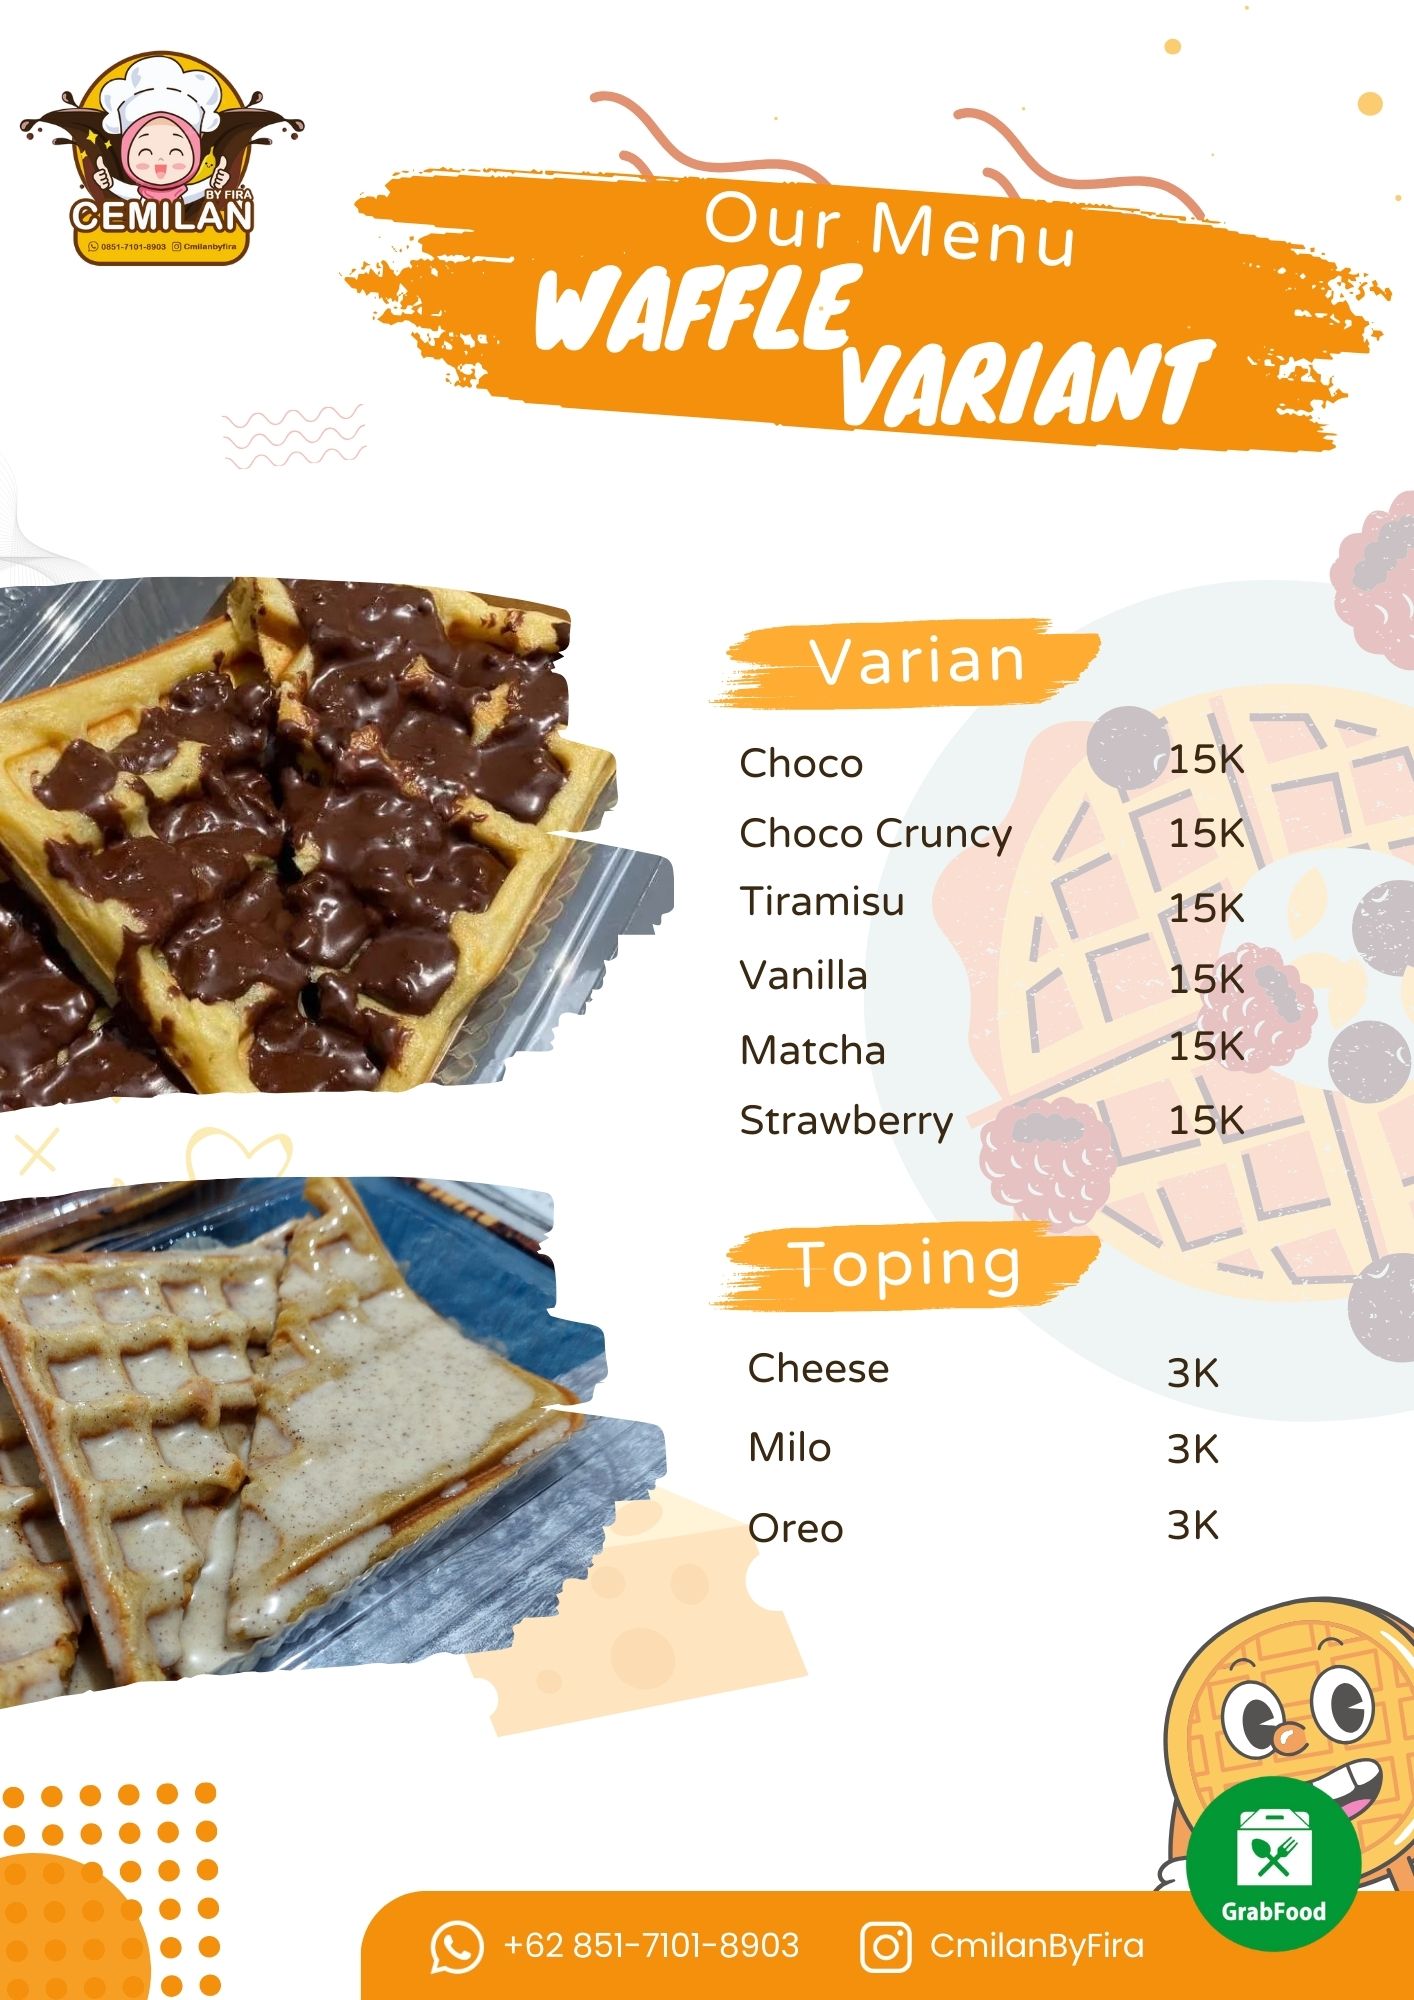 BY FIRA
CEMILAN
0851-7101-8903 Cmilanbyfira
Our Menu
WAFFLE
VARIANT
Varian
Choco 15K
Choco Cruncy 15K
Tiramisu 15K
Vanilla 15K
Matcha 15K
Strawberry 15K
Toping
Cheese 3K
Milo 3K
Oreo 3K
GrabFood
+62 851-7101-8903 CmilanByFira